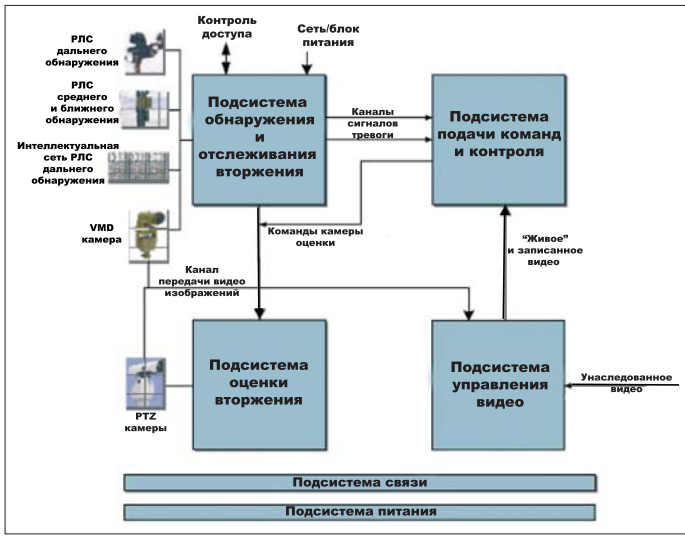 РЛС
дальнего
обнаружения
Контроль
доступа
Сеть/блок
питания
РЛС
среднего
и ближнего
обнаружения
Интеллектуальная
сеть РЛС
дальнего
обнаружения
VMD
камера
Подсистема
обнаружения
и
отслеживания
вторжения
Каналы
сигналов
тревоги
Подсистема
подачи команд
и контроля
Команды камеры
оценки
“Живое”
и записанное
видео
Канал
передачи видео
изображений
Подсистема
оценки
вторжения
Подсистема
управления
видео
Унаследованное
видео
PTZ
камеры
Подсистема связи
Подсистема питания